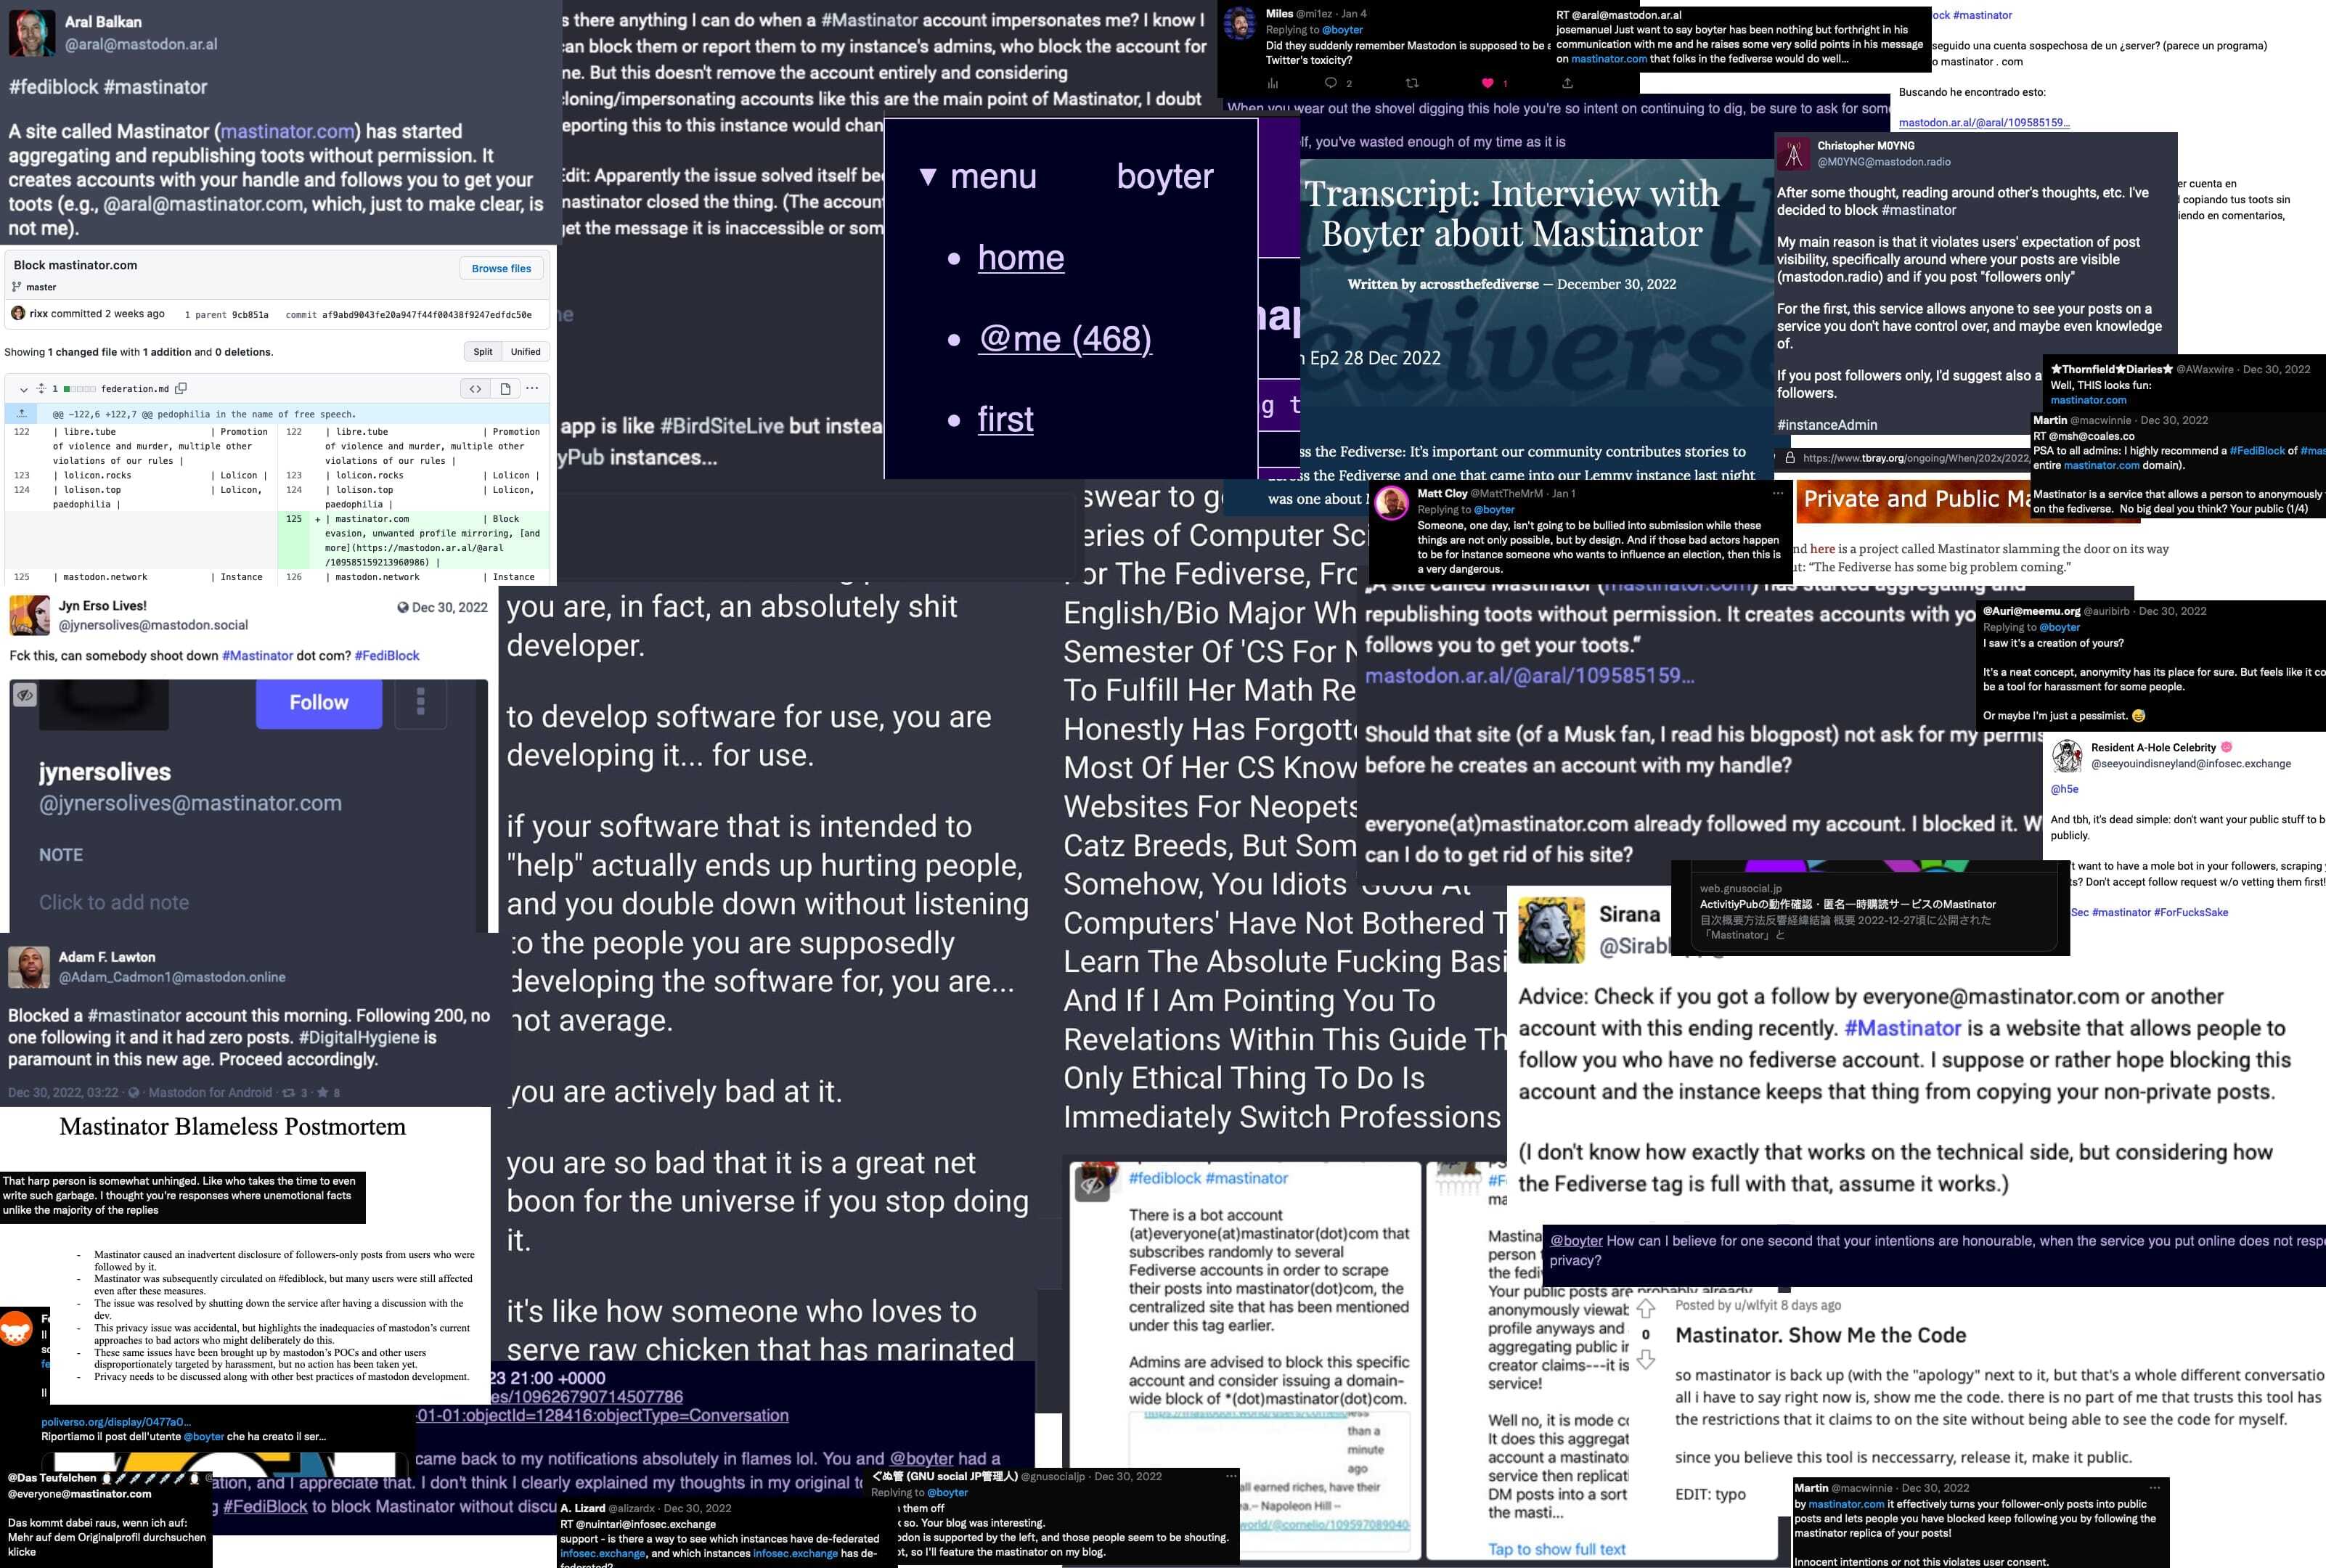 Aral Balkan
@aral@mastodon.ar.al
#fediblock #mastinator
A site called Mastinator (mastinator.com) has started
aggregating and republishing toots without permission. It
creates accounts with your handle and follows you to get your
toots (e.g., @aral@mastinator.com, which, just to make clear, is
not me).
s there anything I can do when a #Mastinator account impersonates me? I know I
can block them or report them to my instance's admins, who block the account for
me. But this doesn't remove the account entirely and considering
cloning/impersonating accounts like this are the main point of Mastinator, I doubt
eporting this to this instance would chan
Edit: Apparently the issue solved itself bec
mastinator closed the thing. (The account
get the message it is inaccessible or som
app is like #BirdSiteLive but instea
yPub instances...
▼ menu boyter
• home
• @me (468)
• first
Miles @mi1ez · Jan 4
Replying to @boyter
Did they suddenly remember Mastodon is supposed to be a
Twitter's toxicity?
2
1
RT @aral@mastodon.ar.al
josemanuel Just want to say boyter has been nothing but forthright in his
communication with me and he raises some very solid points in his message
on mastinator.com that folks in the fediverse would do well...
ock #mastinator
seguido una cuenta sospechosa de un ¿server? (parece un programa)
o mastinator . com
Buscando he encontrado esto:
mastodon.ar.al/@aral/109585159...
er cuenta en
copiando tus toots sin
iendo en comentarios,
When you wear out the shovel digging this hole you're so intent on continuing to dig, be sure to ask for som
lf, you've wasted enough of my time as it is
Transcript: Interview with
Boyter about Mastinator
Written by acrossthefediverse — December 30, 2022
Ep2 28 Dec 2022
ss the Fediverse: It's important our community contributes stories to
across the Fediverse and one that came into our Lemmy instance last night
was one about M
Christopher M0YNG
@M0YNG@mastodon.radio
After some thought, reading around other's thoughts, etc. I've
decided to block #mastinator
My main reason is that it violates users' expectation of post
visibility, specifically around where your posts are visible
(mastodon.radio) and if you post "followers only"
For the first, this service allows anyone to see your posts on a
service you don't have control over, and maybe even knowledge
of.
If you post followers only, I'd suggest also a
followers.
#instanceAdmin
https://www.tbray.org/ongoing/When/202x/2022
Private and Public Ma
nd here is a project called Mastinator slamming the door on its way
ut: "The Fediverse has some big problem coming."
★Thornfield★Diaries★ @AWaxwire · Dec 30, 2022
Well, THIS looks fun:
mastinator.com
Martin @macwinnie · Dec 30, 2022
RT @msh@coales.co
PSA to all admins: I highly recommend a #FediBlock of #mas
entire mastinator.com domain).
Mastinator is a service that allows a person to anonymously
on the fediverse. No big deal you think? Your public (1/4)
Block mastinator.com
Browse files
master
rixx committed 2 weeks ago 1 parent 9cb851a commit af9abd9043fe20a947f44f00438f9247edfdc50e
Showing 1 changed file with 1 addition and 0 deletions.
Split Unified
1 federation.md
@@ -122,6 +122,7 @@ pedophilia in the name of free speech.
122 | libre.tube | Promotion 122 | libre.tube | Promotion
of violence and murder, multiple other of violence and murder, multiple other
violations of our rules | violations of our rules |
123 | lolicon.rocks | Lolicon | 123 | lolicon.rocks | Lolicon |
124 | lolison.top | Lolicon, 124 | lolison.top | Lolicon,
paedophilia | paedophilia |
125 + | mastinator.com | Block
evasion, unwanted profile mirroring, [and
more](https://mastodon.ar.al/@aral
/109585159213960986) |
125 | mastodon.network | Instance 126 | mastodon.network | Instance
Jyn Erso Lives! Dec 30, 2022
@jynersolives@mastodon.social
Fck this, can somebody shoot down #Mastinator dot com? #FediBlock
Follow
jynersolives
@jynersolives@mastinator.com
NOTE
Click to add note
Adam F. Lawton
@Adam_Cadmon1@mastodon.online
Blocked a #mastinator account this morning. Following 200, no
one following it and it had zero posts. #DigitalHygiene is
paramount in this new age. Proceed accordingly.
Dec 30, 2022, 03:22 · Mastodon for Android · 3 · 8
Mastinator Blameless Postmortem
That harp person is somewhat unhinged. Like who takes the time to even
write such garbage. I thought you're responses where unemotional facts
unlike the majority of the replies
- Mastinator caused an inadvertent disclosure of followers-only posts from users who were
followed by it.
- Mastinator was subsequently circulated on #fediblock, but many users were still affected
even after these measures.
- The issue was resolved by shutting down the service after having a discussion with the
dev.
- This privacy issue was accidental, but highlights the inadequacies of mastodon's current
approaches to bad actors who might deliberately do this.
- These same issues have been brought up by mastodon's POCs and other users
disproportionately targeted by harassment, but no action has been taken yet.
- Privacy needs to be discussed along with other best practices of mastodon development.
poliverso.org/display/0477a0...
Riportiamo il post dell'utente @boyter che ha creato il ser...
@Das Teufelchen
@everyone@mastinator.com
Das kommt dabei raus, wenn ich auf:
Mehr auf dem Originalprofil durchsuchen
klicke
you are, in fact, an absolutely shit
developer.
to develop software for use, you are
developing it... for use.
if your software that is intended to
"help" actually ends up hurting people,
and you double down without listening
to the people you are supposedly
developing the software for, you are...
not average.
you are actively bad at it.
you are so bad that it is a great net
boon for the universe if you stop doing
it.
it's like how someone who loves to
serve raw chicken that has marinated
23 21:00 +0000
es/109626790714507786
-01-01:objectId=128416:objectType=Conversation
came back to my notifications absolutely in flames lol. You and @boyter had a
ation, and I appreciate that. I don't think I clearly explained my thoughts in my original to
g #FediBlock to block Mastinator without discu
A. Lizard @alizardx · Dec 30, 2022
RT @nuintari@infosec.exchange
support - is there a way to see which instances have de-federated
infosec.exchange, and which instances infosec.exchange has de-
federated?
ぐぬ管 (GNU social JP管理人) @gnusocialjp · Dec 30, 2022
Replying to @boyter
them off
so. Your blog was interesting.
odon is supported by the left, and those people seem to be shouting.
ot, so I'll feature the mastinator on my blog.
swear to g
eries of Computer Sc
For The Fediverse, Fro
English/Bio Major Wh
Semester Of 'CS For N
To Fulfill Her Math Re
Honestly Has Forgotte
Most Of Her CS Know
Websites For Neopets
Catz Breeds, But Som
Somehow, You Idiots 'Good At
Computers' Have Not Bothered T
Learn The Absolute Fucking Basi
And If I Am Pointing You To
Revelations Within This Guide Th
Only Ethical Thing To Do Is
Immediately Switch Professions
Matt Cloy @MattTheMrM · Jan 1
Replying to @boyter
Someone, one day, isn't going to be bullied into submission while these
things are not only possible, but by design. And if those bad actors happen
to be for instance someone who wants to influence an election, then this is
a very dangerous.
„A site called Mastinator (mastinator.com) has started aggregating and
republishing toots without permission. It creates accounts with yo
follows you to get your toots."
mastodon.ar.al/@aral/109585159...
Should that site (of a Musk fan, I read his blogpost) not ask for my permis
before he creates an account with my handle?
everyone(at)mastinator.com already followed my account. I blocked it. W
can I do to get rid of his site?
@Auri@meemu.org @auribirb · Dec 30, 2022
Replying to @boyter
I saw it's a creation of yours?
It's a neat concept, anonymity has its place for sure. But feels like it co
be a tool for harassment for some people.
Or maybe I'm just a pessimist. 😅
Resident A-Hole Celebrity
@seeyouindisneyland@infosec.exchange
@h5e
And tbh, it's dead simple: don't want your public stuff to b
publicly.
't want to have a mole bot in your followers, scraping
ts? Don't accept follow request w/o vetting them first!
Sec #mastinator #ForFucksSake
web.gnusocial.jp
ActivitiyPubの動作確認・匿名一時購読サービスのMastinator
目次概要方法反響経緯結論 概要 2022-12-27頃に公開された
「Mastinator」と
Sirana
@Sirabl
Advice: Check if you got a follow by everyone@mastinator.com or another
account with this ending recently. #Mastinator is a website that allows people to
follow you who have no fediverse account. I suppose or rather hope blocking this
account and the instance keeps that thing from copying your non-private posts.
(I don't know how exactly that works on the technical side, but considering how
the Fediverse tag is full with that, assume it works.)
@boyter How can I believe for one second that your intentions are honourable, when the service you put online does not resp
privacy?
#fediblock #mastinator
There is a bot account
(at)everyone(at)mastinator(dot)com that
subscribes randomly to several
Fediverse accounts in order to scrape
their posts into mastinator(dot)com, the
centralized site that has been mentioned
under this tag earlier.
Admins are advised to block this specific
account and consider issuing a domain-
wide block of *(dot)mastinator(dot)com.
less
than a
minute
ago
all earned riches, have their
a.– Napoleon Hill –
world/@cornelio/109597089040
#F
ma
Mastina
person
the fedi
Your public posts are probably already
anonymously viewab
profile anyways and
aggregating public in
creator claims---it is
service!
Well no, it is mode co
It does this aggregat
account a mastinato
service then replicati
DM posts into a sort
the masti...
Tap to show full text
Posted by u/wlfyit 8 days ago
0
Mastinator. Show Me the Code
so mastinator is back up (with the "apology" next to it, but that's a whole different conversatio
all i have to say right now is, show me the code. there is no part of me that trusts this tool has
the restrictions that it claims to on the site without being able to see the code for myself.
since you believe this tool is neccessarry, release it, make it public.
EDIT: typo
Martin @macwinnie · Dec 30, 2022
by mastinator.com it effectively turns your follower-only posts into public
posts and lets people you have blocked keep following you by following the
mastinator replica of your posts!
Innocent intentions or not this violates user consent.